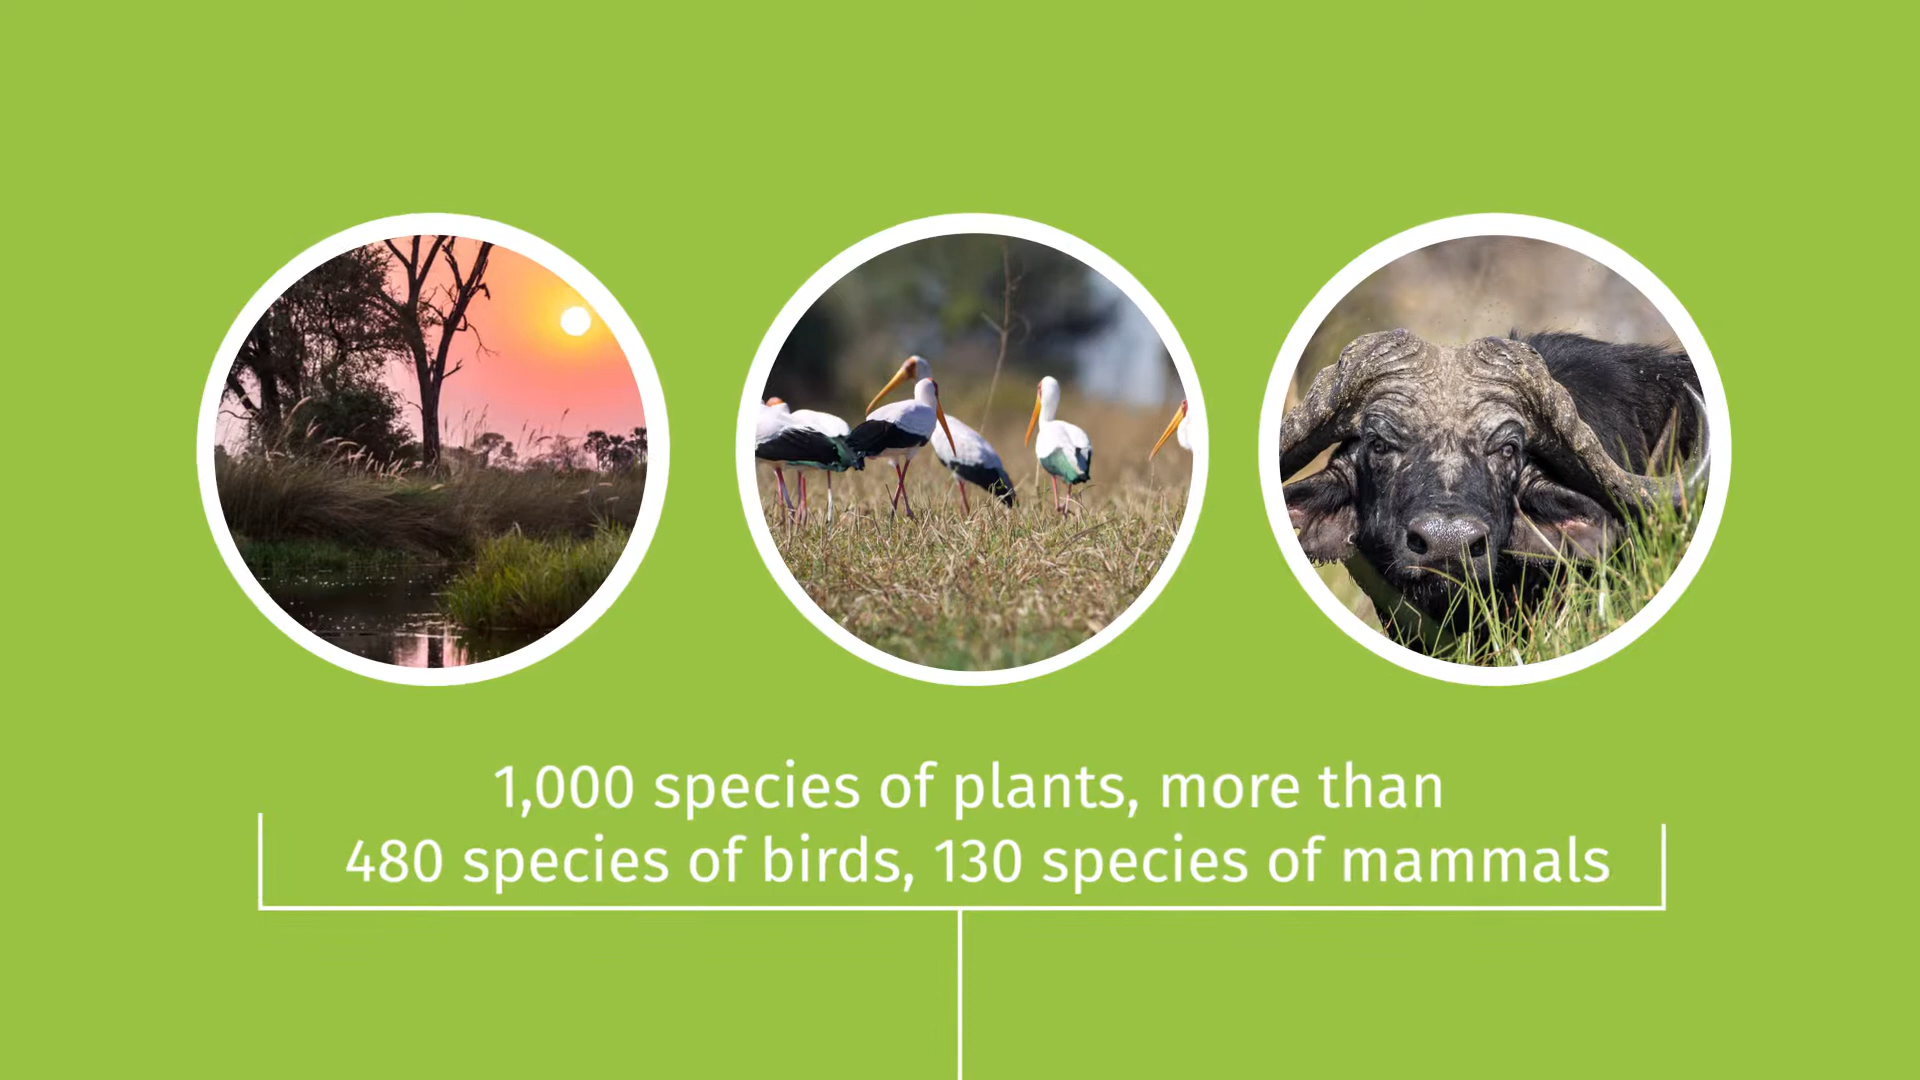 1,000 species of plants, more than
480 species of birds, 130 species of mammals